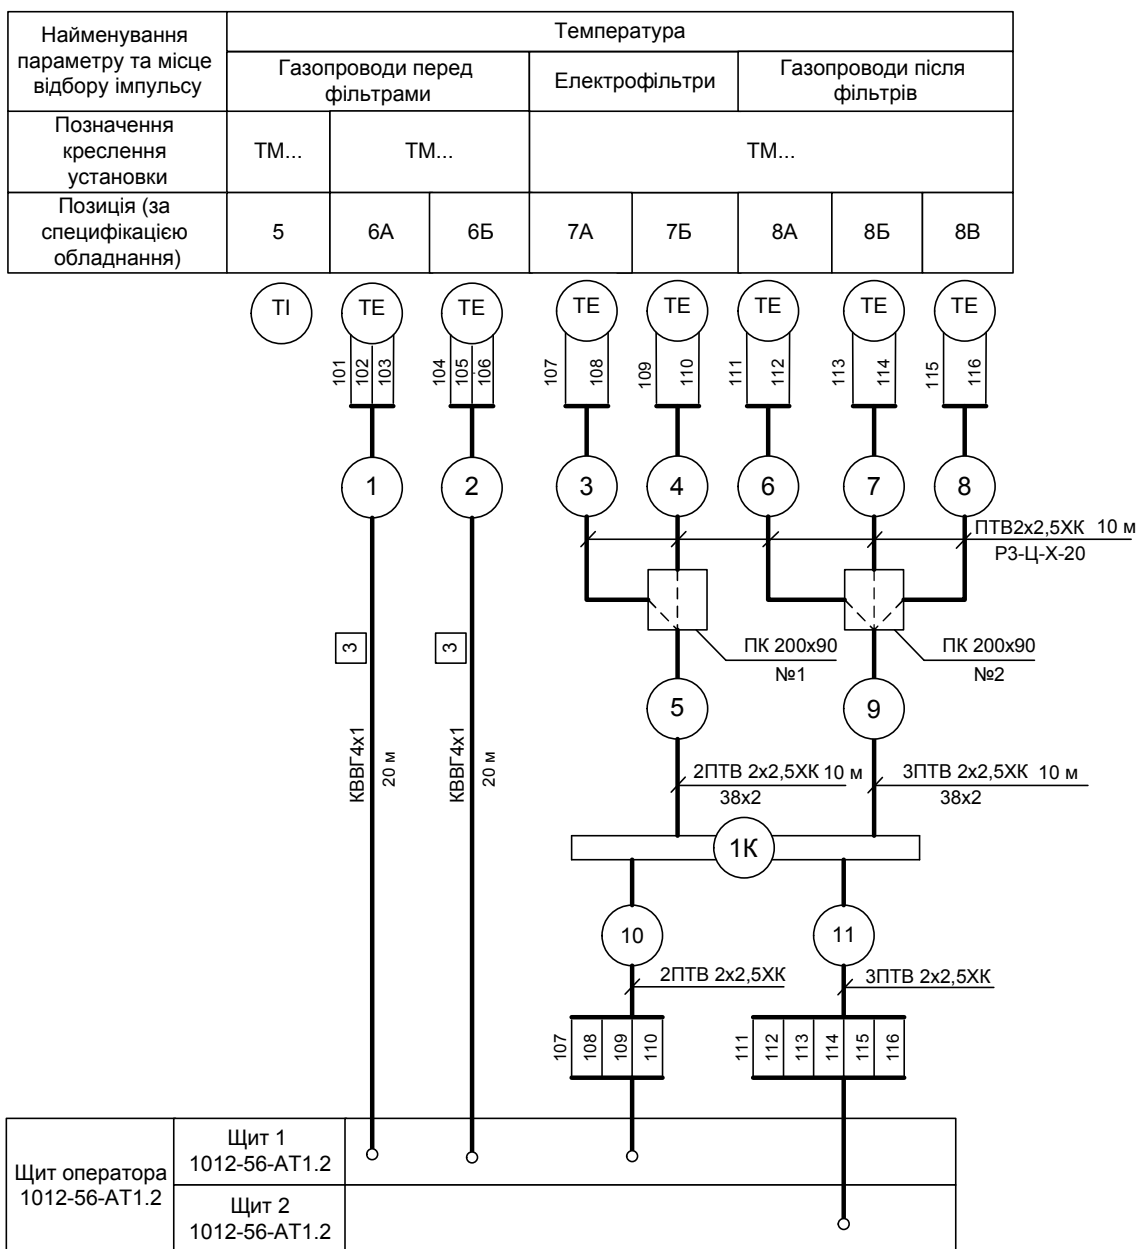 Найменування
параметру та місце
відбору імпульсу
Температура
Газопроводи перед
фільтрами
Електрофільтри
Газопроводи після
фільтрів
Позначення
креслення
установки
ТМ...
ТМ...
ТМ...
Позиція (за
специфікацією
обладнання)
5
6А
6Б
7А
7Б
8А
8Б
8В
TI
TE
TE
TE
TE
TE
TE
TE
101
102
103
104
105
106
107
108
109
110
111
112
113
114
115
116
1
2
3
4
6
7
8
ПТВ2х2,5ХК 10 м
РЗ-Ц-Х-20
3
3
ПК 200х90
№1
ПК 200х90
№2
5
9
КВВГ4х1
20 м
КВВГ4х1
20 м
2ПТВ 2х2,5ХК 10 м
38х2
3ПТВ 2х2,5ХК 10 м
38х2
1К
10
11
2ПТВ 2х2,5ХК
3ПТВ 2х2,5ХК
107
108
109
110
111
112
113
114
115
116
Щит оператора
1012-56-АТ1.2
Щит 1
1012-56-АТ1.2
Щит 2
1012-56-АТ1.2